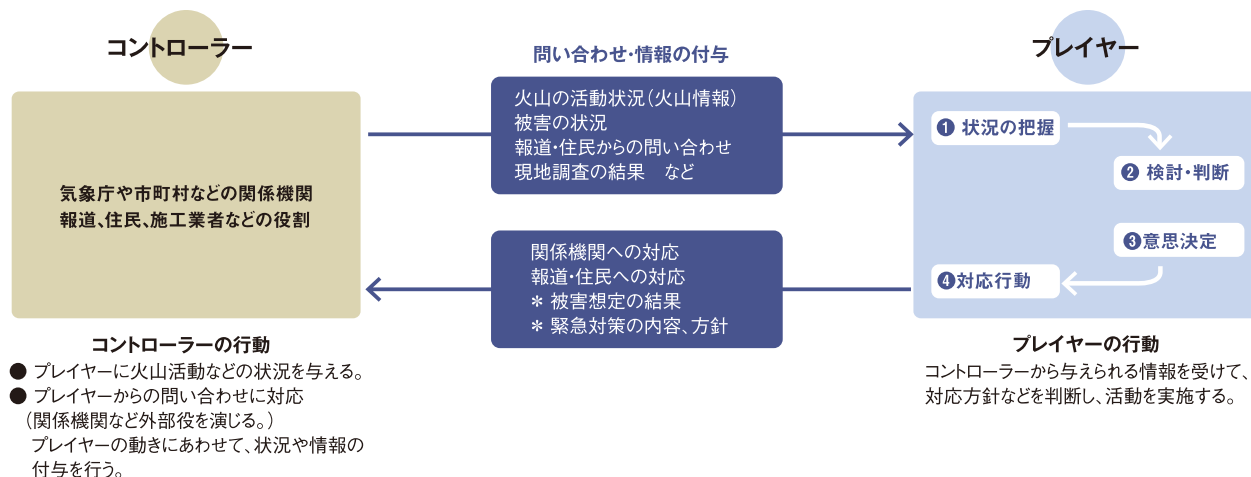 コントローラー
気象庁や市町村などの関係機関
報道、住民、施工業者などの役割
コントローラーの行動
● プレイヤーに火山活動などの状況を与える。
● プレイヤーからの問い合わせに対応
(関係機関など外部役を演じる。)
プレイヤーの動きにあわせて、状況や情報の
付与を行う。
問い合わせ・情報の付与
火山の活動状況(火山情報)
被害の状況
報道・住民からの問い合わせ
現地調査の結果　など
関係機関への対応
報道・住民への対応
＊ 被害想定の結果
＊ 緊急対策の内容、方針
プレイヤー
❶ 状況の把握
❷ 検討・判断
❸意思決定
❹対応行動
プレイヤーの行動
コントローラーから与えられる情報を受けて、
対応方針などを判断し、活動を実施する。